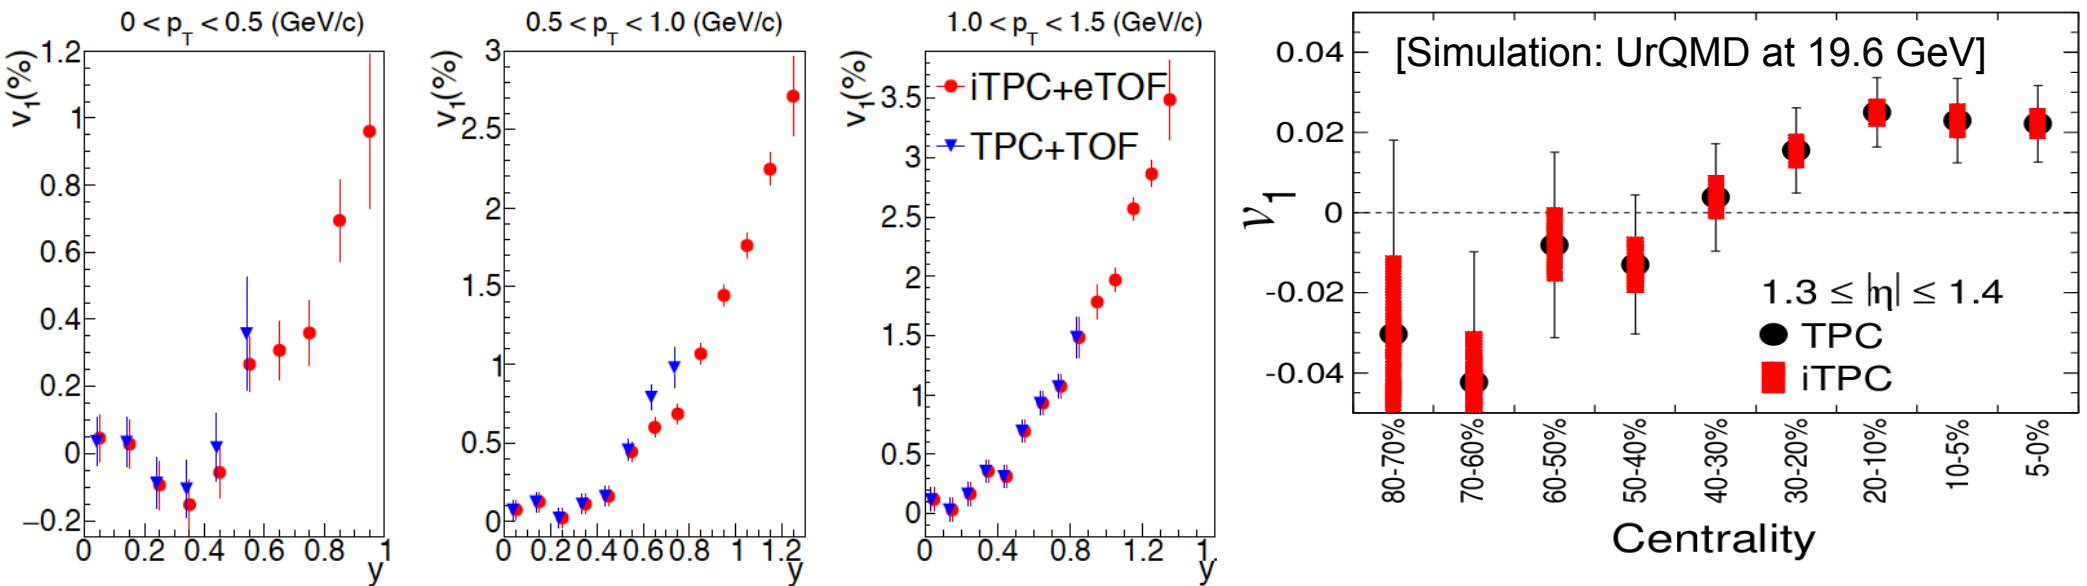 0 < p_T < 0.5 (GeV/c)
v_1(%)
1.2
1
0.8
0.6
0.4
0.2
0
−0.2
0 0.2 0.4 0.6 0.8 1
y
0.5 < p_T < 1.0 (GeV/c)
v_1(%)
3
2.5
2
1.5
1
0.5
0
0 0.2 0.4 0.6 0.8 1 1.2
y
1.0 < p_T < 1.5 (GeV/c)
v_1(%)
3.5
3
2.5
2
1.5
1
0.5
0
iTPC+eTOF
TPC+TOF
0 0.4 0.8 1.2 1.
y
[Simulation: UrQMD at 19.6 GeV]
v_1
0.04
0.02
0
-0.02
-0.04
1.3 ≤ |η| ≤ 1.4
TPC
iTPC
80-70% 70-60% 60-50% 50-40% 40-30% 30-20% 20-10% 10-5% 5-0%
Centrality